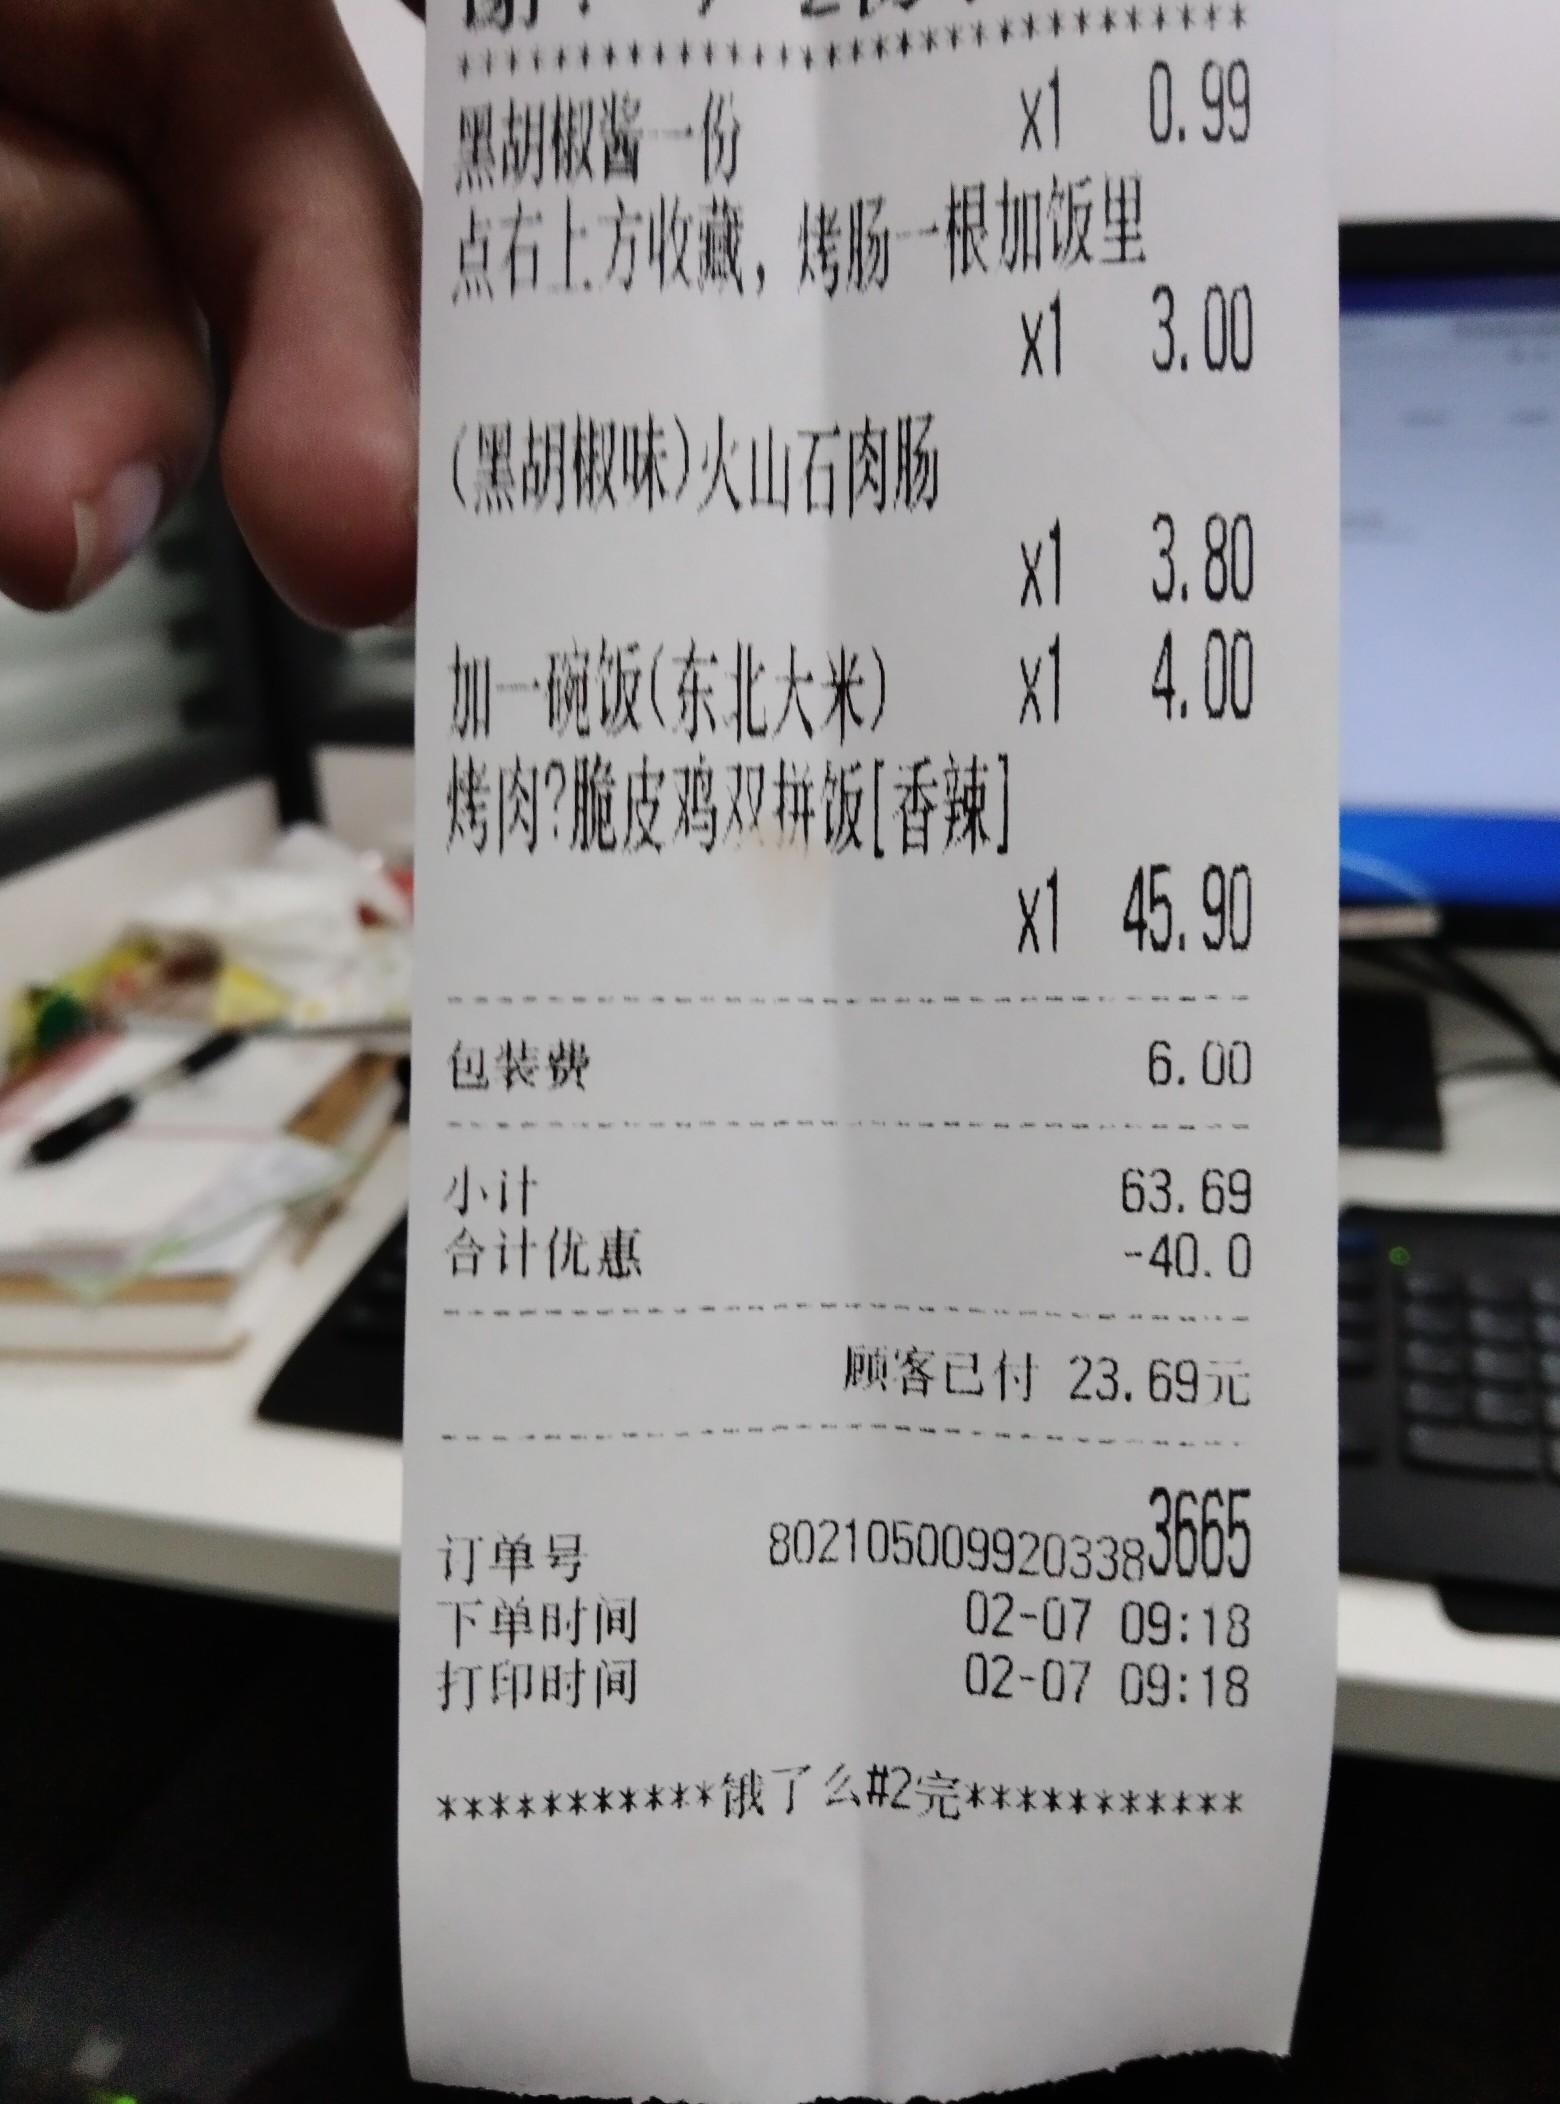 ******************************
黑胡椒酱一份 x1 0.99
点右上方收藏，烤肠一根加饭里
x1 3.00
(黑胡椒味)火山石肉肠
x1 3.80
加一碗饭(东北大米) x1 4.00
烤肉?脆皮鸡双拼饭[香辣]
x1 45.90
包装费 6.00
小计 63.69
合计优惠 -40.0
顾客已付 23.69元
订单号 8021050099203383665
下单时间 02-07 09:18
打印时间 02-07 09:18
***********饿了么#2完***********